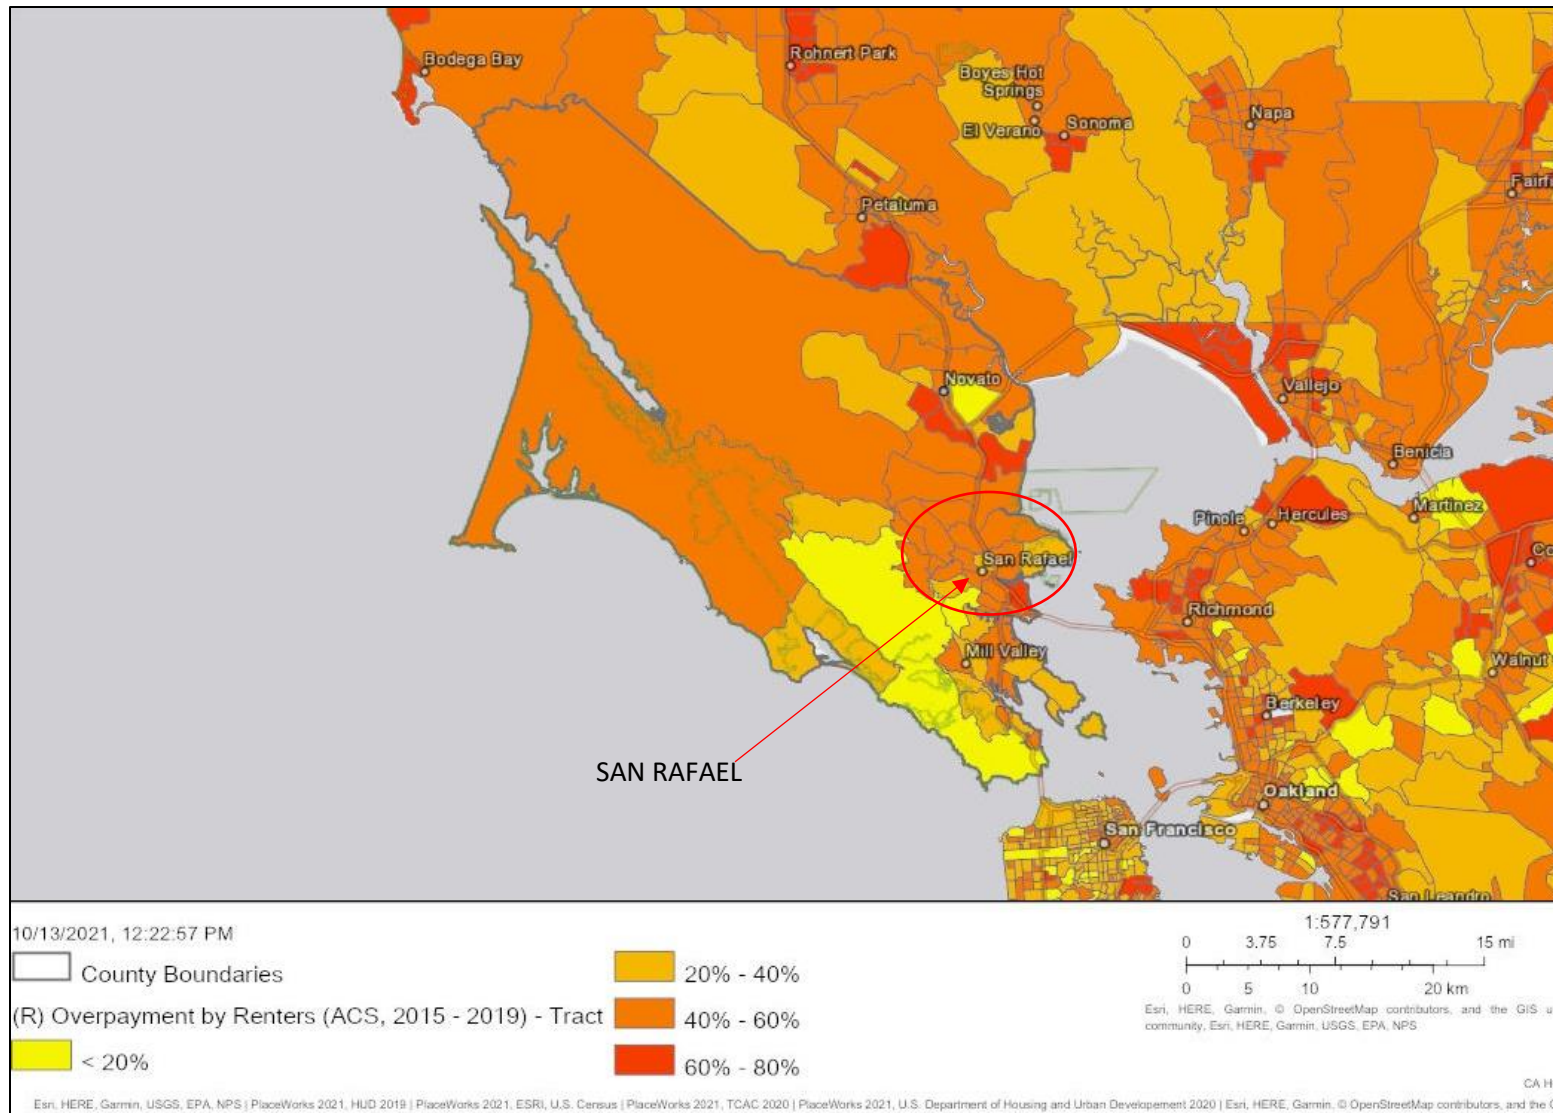 Bodega Bay
Rohnert Park
Boyes Hot
Springs
El Verano
Sonoma
Napa
Fairf
Petaluma
Novato
Vallejo
Benicia
Martinez
Pinole
Hercules
Co
San Rafael
Richmond
Mill Valley
Walnut
Berkeley
SAN RAFAEL
Oakland
San Francisco
San Leandro
10/13/2021, 12:22:57 PM
County Boundaries
(R) Overpayment by Renters (ACS, 2015 - 2019) - Tract
< 20%
20% - 40%
40% - 60%
60% - 80%
1:577,791
0 3.75 7.5 15 mi
0 5 10 20 km
Esri, HERE, Garmin, © OpenStreetMap contributors, and the GIS u
community, Esri, HERE, Garmin, USGS, EPA, NPS
CA H
Esri, HERE, Garmin, USGS, EPA, NPS | PlaceWorks 2021, HUD 2019 | PlaceWorks 2021, ESRI, U.S. Census | PlaceWorks 2021, TCAC 2020 | PlaceWorks 2021, U.S. Department of Housing and Urban Developement 2020 | Esri, HERE, Garmin, © OpenStreetMap contributors, and the G